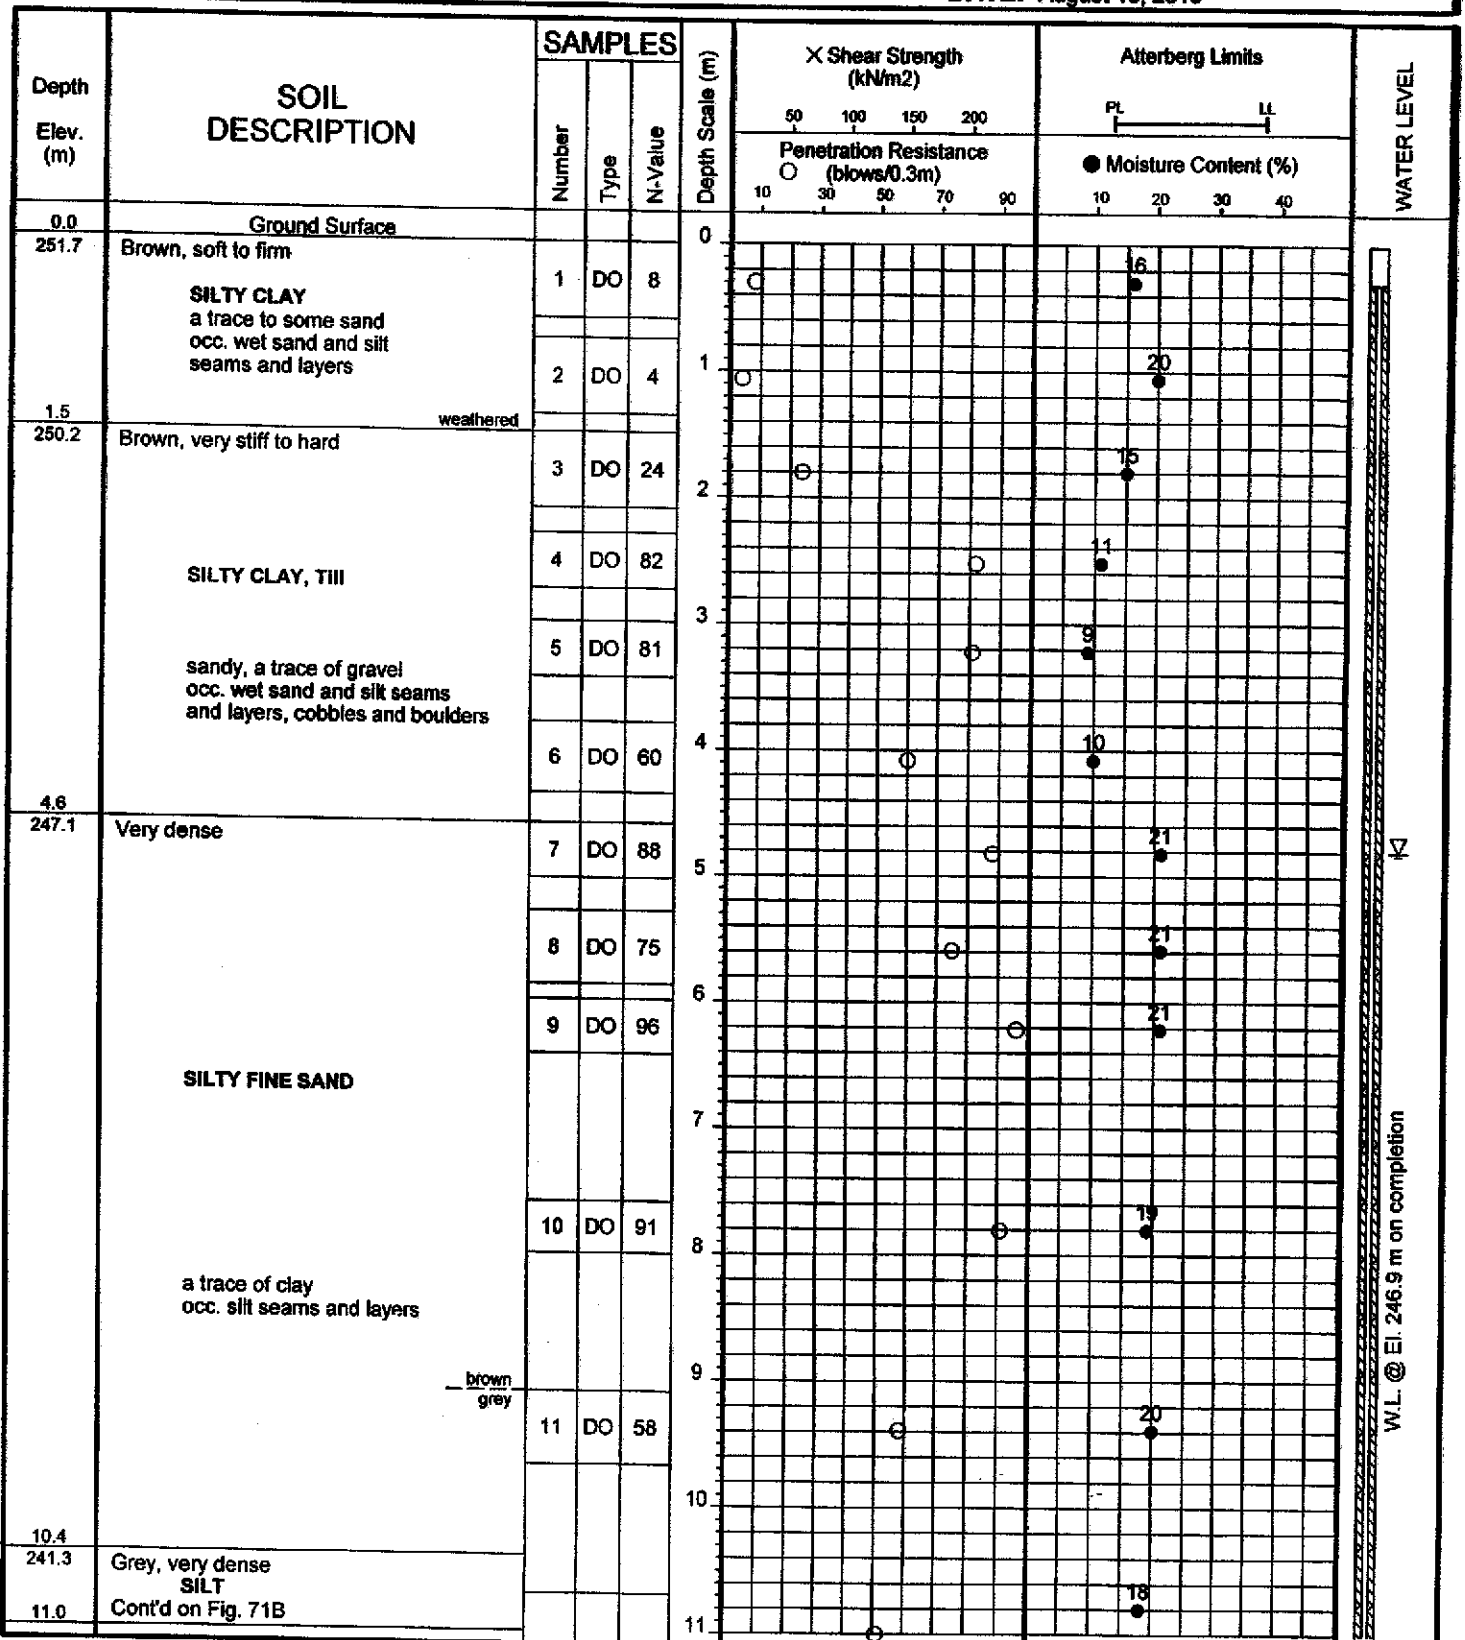 SAMPLES
Depth
Elev.
(m)
SOIL
DESCRIPTION
Number
Type
N-Value
Depth Scale (m)
X Shear Strength
(kN/m2)
50 100 150 200
Penetration Resistance
O (blows/0.3m)
10 30 50 70 90
Atterberg Limits
PL LL
● Moisture Content (%)
10 20 30 40
WATER LEVEL
0.0 Ground Surface
251.7 Brown, soft to firm
0
1 DO 8 16
SILTY CLAY
a trace to some sand
occ. wet sand and silt
seams and layers
1
2 DO 4 20
weathered
1.5
250.2 Brown, very stiff to hard
3 DO 24 15
2
4 DO 82 11
SILTY CLAY, TIll
3
5 DO 81 9
sandy, a trace of gravel
occ. wet sand and silt seams
and layers, cobbles and boulders
4
6 DO 60 10
4.6
247.1 Very dense
7 DO 88 21
5
8 DO 75 21
6
9 DO 96 21
SILTY FINE SAND
7
10 DO 91 19
8
a trace of clay
occ. silt seams and layers
9
brown
grey
11 DO 58 20
10
10.4
241.3 Grey, very dense
SILT
18
11.0 Cont'd on Fig. 71B
11
W.L. @ El. 246.9 m on completion